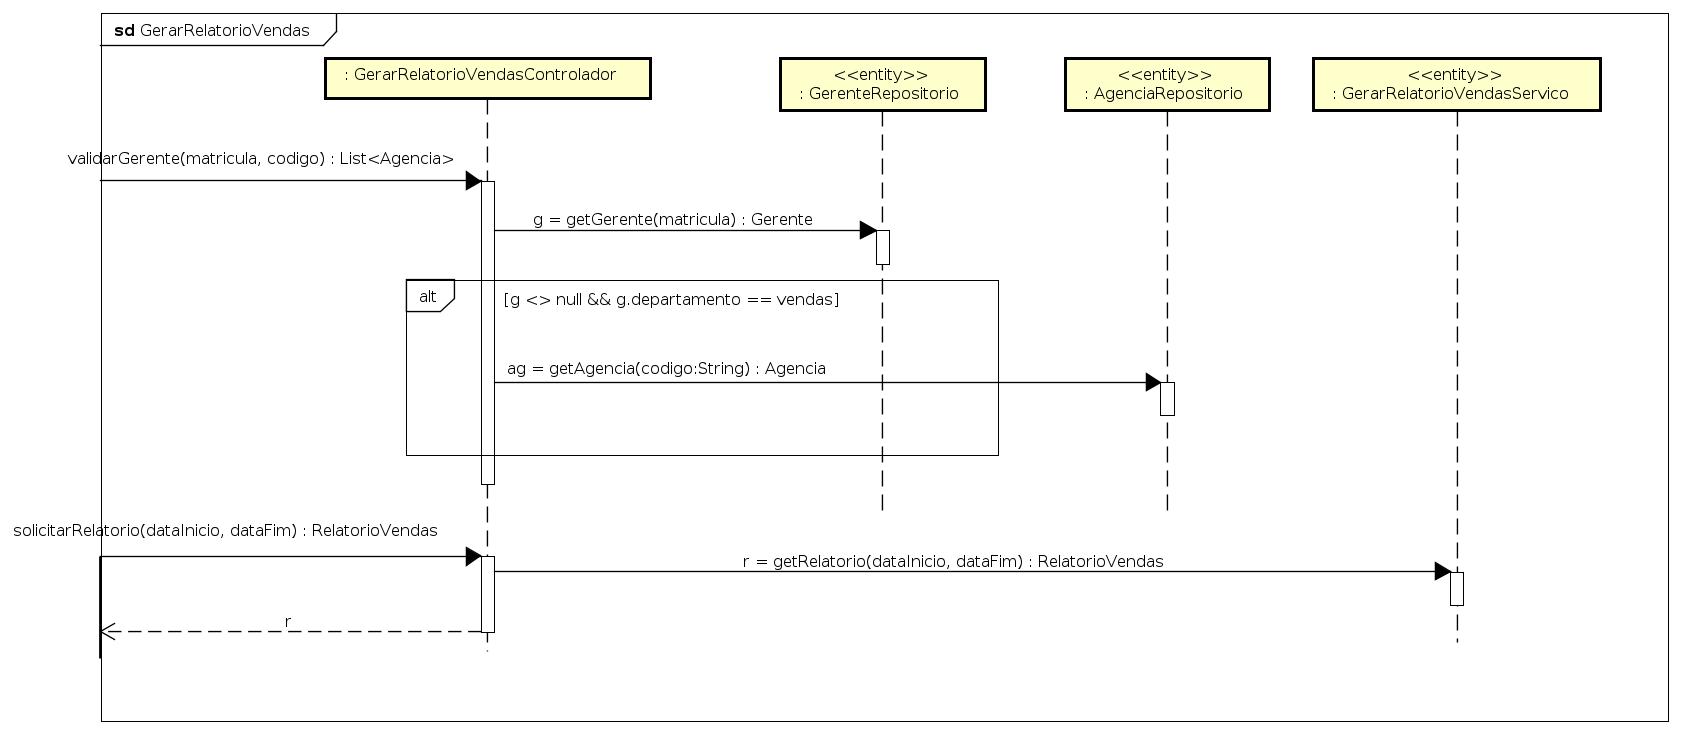 sd GerarRelatorioVendas
: GerarRelatorioVendasControlador
<<entity>>
: GerenteRepositorio
<<entity>>
: AgenciaRepositorio
<<entity>>
: GerarRelatorioVendasServico
validarGerente(matricula, codigo) : List<Agencia>
g = getGerente(matricula) : Gerente
alt
[g <> null && g.departamento == vendas]
ag = getAgencia(codigo:String) : Agencia
solicitarRelatorio(dataInicio, dataFim) : RelatorioVendas
r = getRelatorio(dataInicio, dataFim) : RelatorioVendas
r